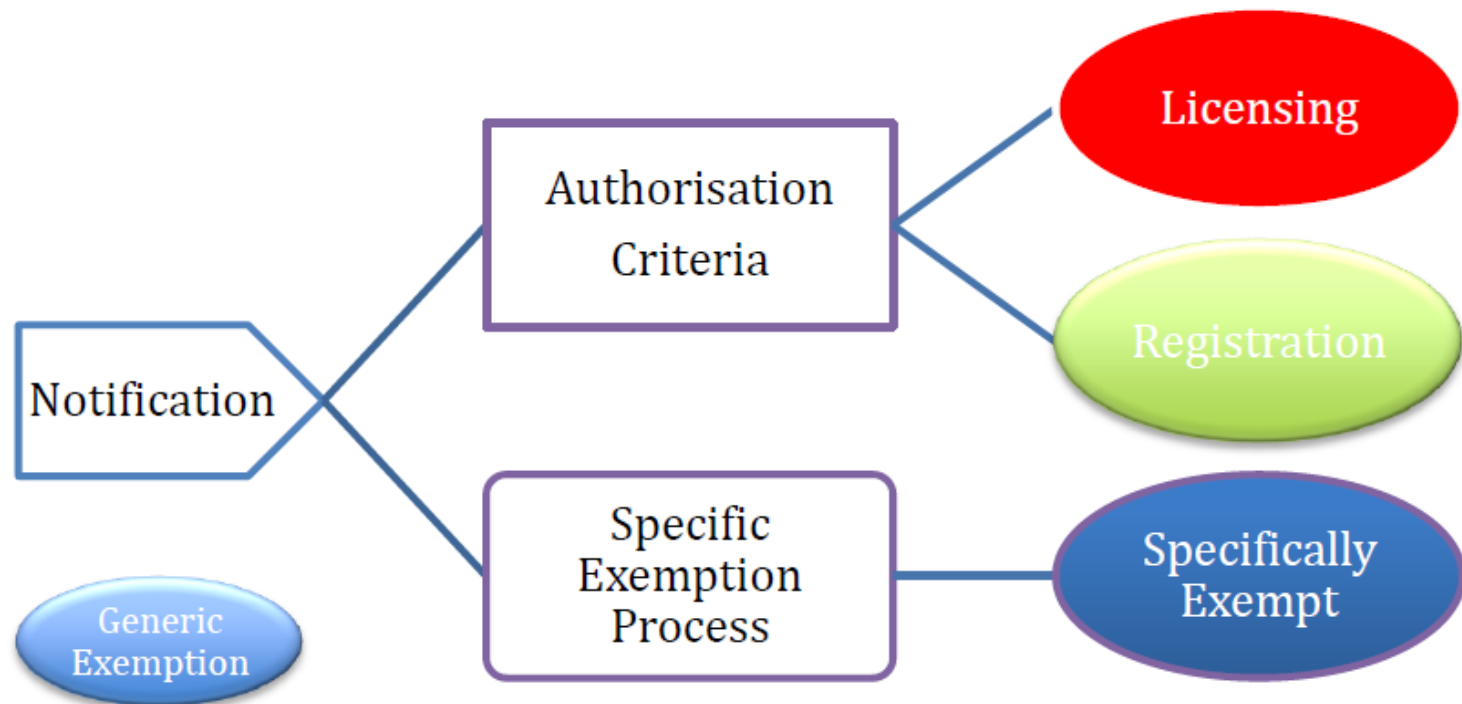 Notification
Generic
Exemption
Authorisation
Criteria
Specific
Exemption
Process
Licensing
Registration
Specifically
Exempt